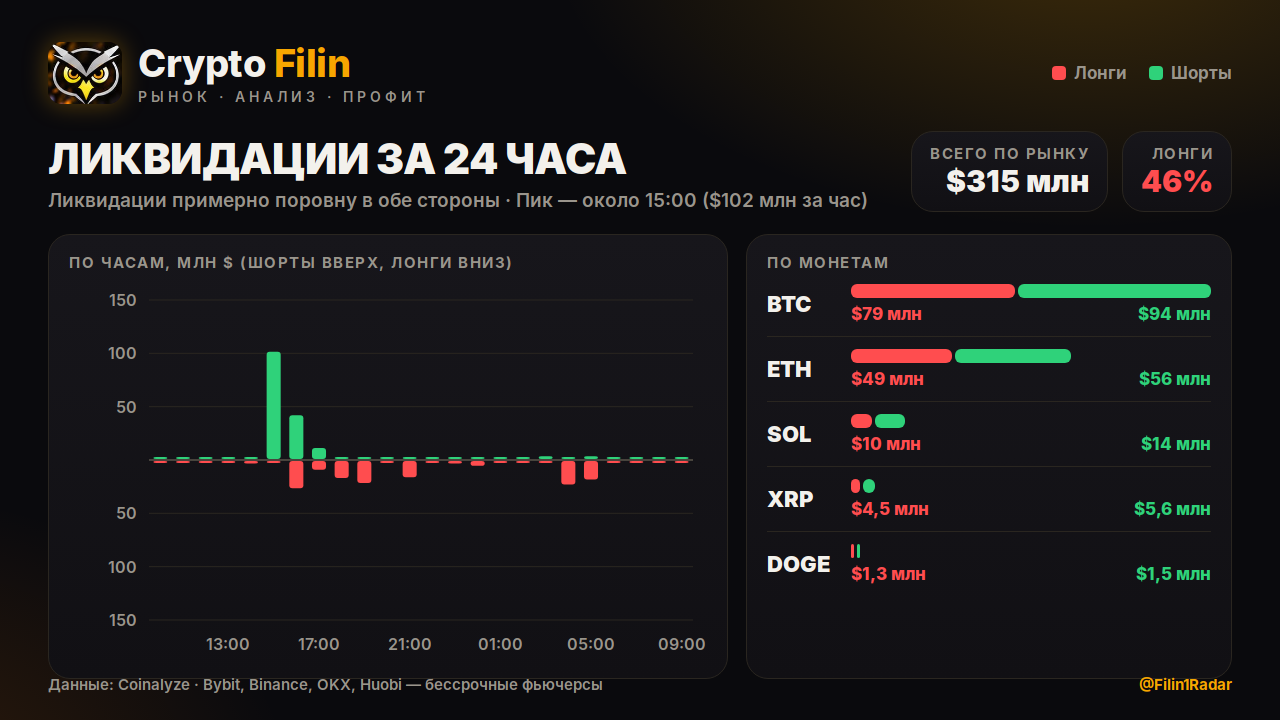 Crypto Filin
РЫНОК · АНАЛИЗ · ПРОФИТ
Лонги
Шорты
ЛИКВИДАЦИИ ЗА 24 ЧАСА
Ликвидации примерно поровну в обе стороны · Пик — около 15:00 ($102 млн за час)
ВСЕГО ПО РЫНКУ
$315 млн
ЛОНГИ
46%
ПО ЧАСАМ, МЛН $ (ШОРТЫ ВВЕРХ, ЛОНГИ ВНИЗ)
150
100
50
50
100
150
13:00 17:00 21:00 01:00 05:00 09:00
ПО МОНЕТАМ
BTC
$79 млн $94 млн
ETH
$49 млн $56 млн
SOL
$10 млн $14 млн
XRP
$4,5 млн $5,6 млн
DOGE
$1,3 млн $1,5 млн
Данные: Coinalyze · Bybit, Binance, OKX, Huobi — бессрочные фьючерсы
@Filin1Radar